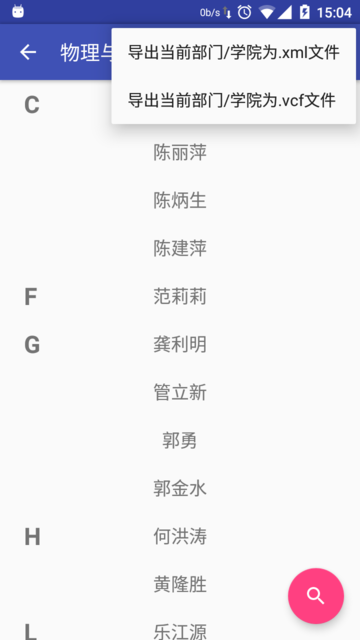 0b/s 15:04
物理与
导出当前部门/学院为.xml文件
导出当前部门/学院为.vcf文件
C
陈丽萍
陈炳生
陈建萍
F 范莉莉
G 龚利明
管立新
郭勇
郭金水
H 何洪涛
黄隆胜
L 乐江源